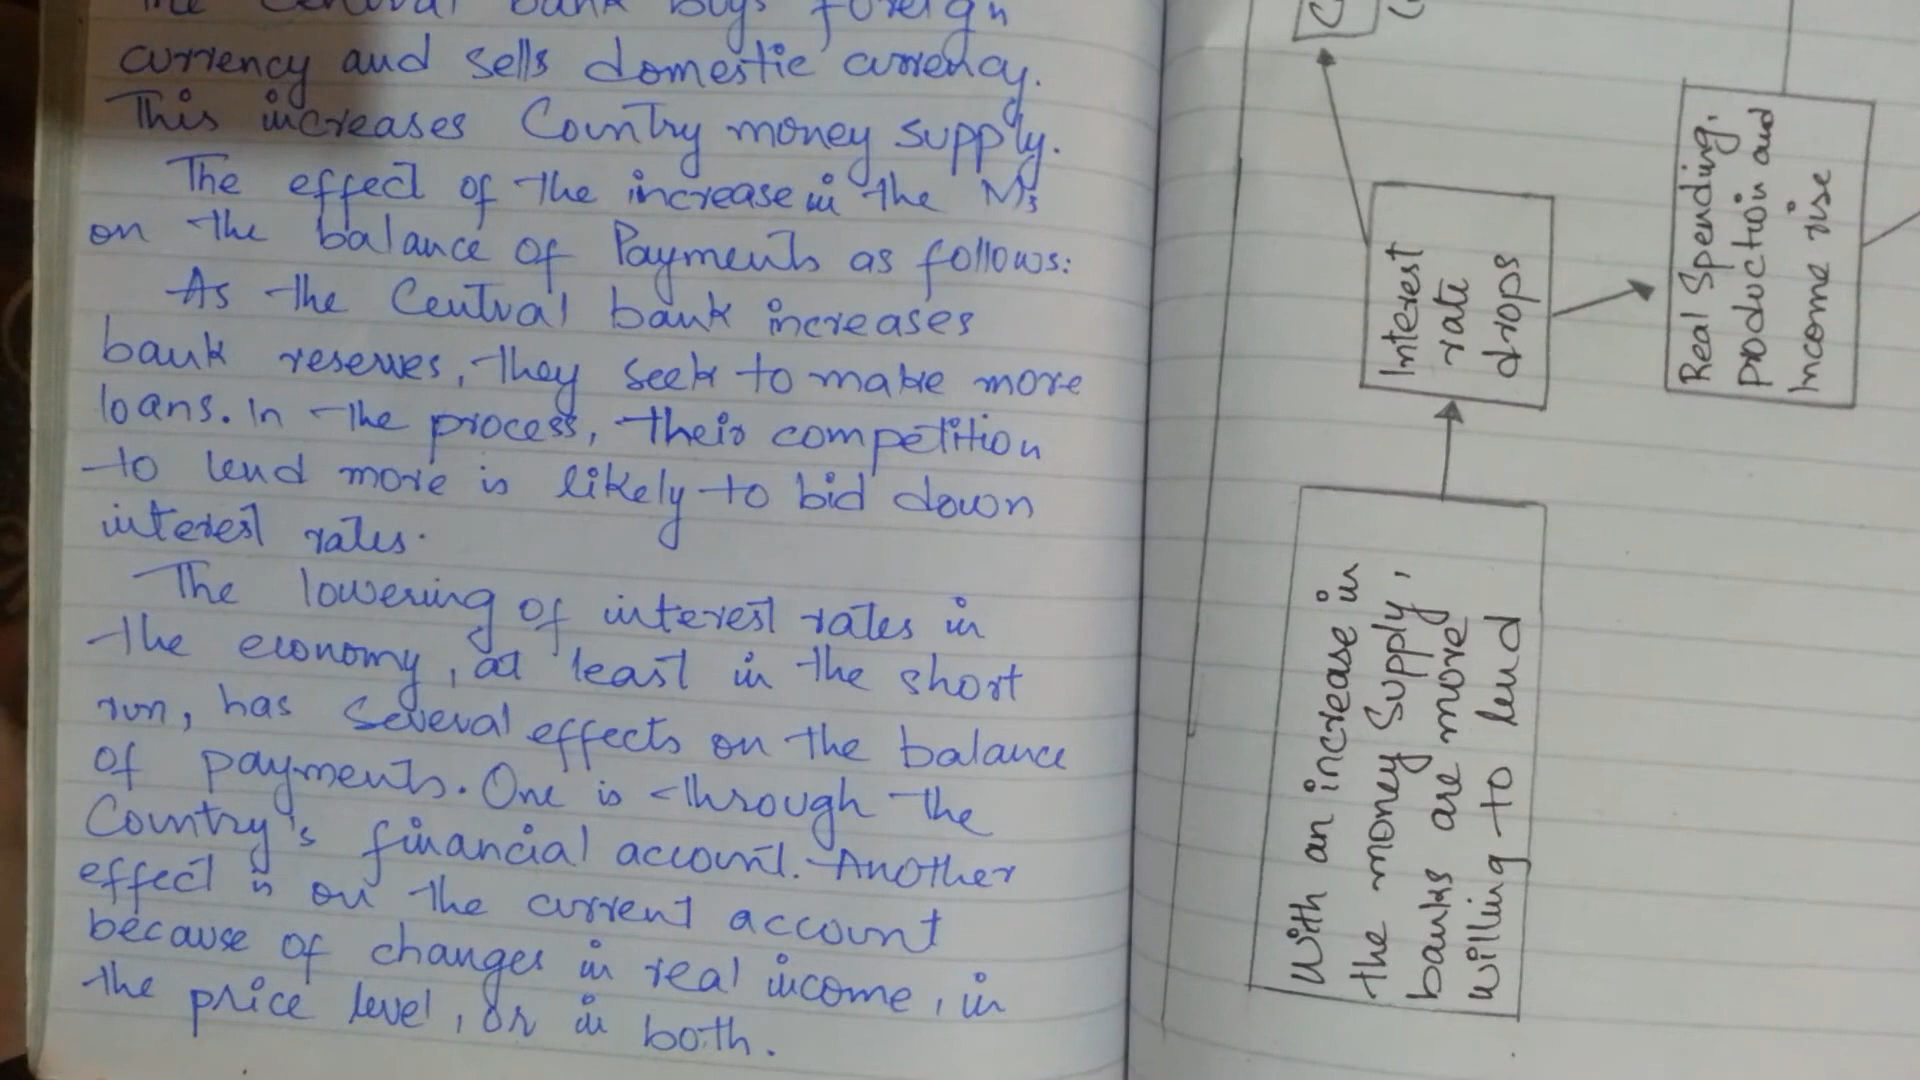 The Central bank buys foreign
currency and sells domestic currency.
This increases Country money supply.
The effect of the increase in the Ms
on the balance of Payments as follows:
As the Central bank increases
bank reserves, they seek to make more
loans. In the process, their competition
to lend more is likely to bid down
interest rates.
The lowering of interest rates in
the economy, at least in the short
run, has several effects on the balance
of payments. One is through the
Country's financial account. Another
effect is on the current account
because of changes in real income, in
the price level, or in both.
With an increase in
the money supply,
banks are more
willing to lend
Interest
rate
drops
Real Spending,
production and
Income rise